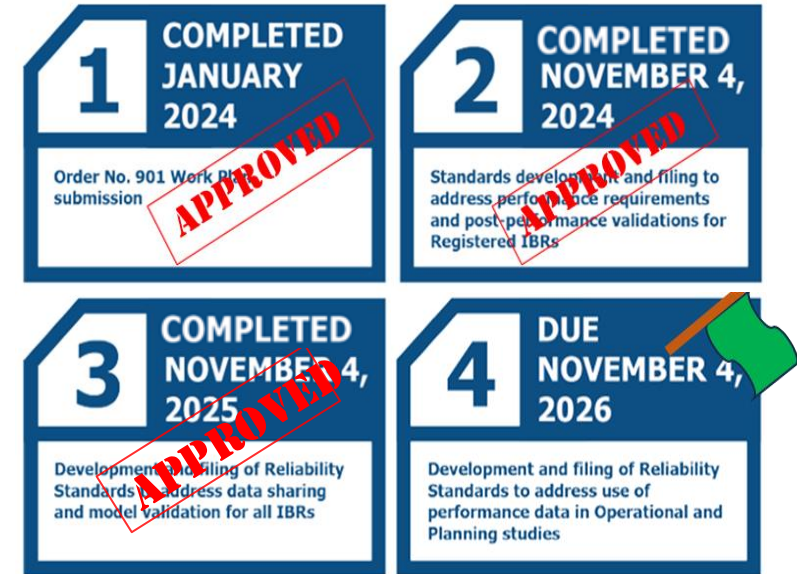 1
COMPLETED
JANUARY
2024
APPROVED
Order No. 901 Work Plan
submission
2
COMPLETED
NOVEMBER 4,
2024
APPROVED
Standards development and filing to
address performance requirements
and post-performance validations for
Registered IBRs
3
COMPLETED
NOVEMBER 4,
2025
APPROVED
Development and filing of Reliability
Standards to address data sharing
and model validation for all IBRs
4
DUE
NOVEMBER 4,
2026
Development and filing of Reliability
Standards to address use of
performance data in Operational and
Planning studies